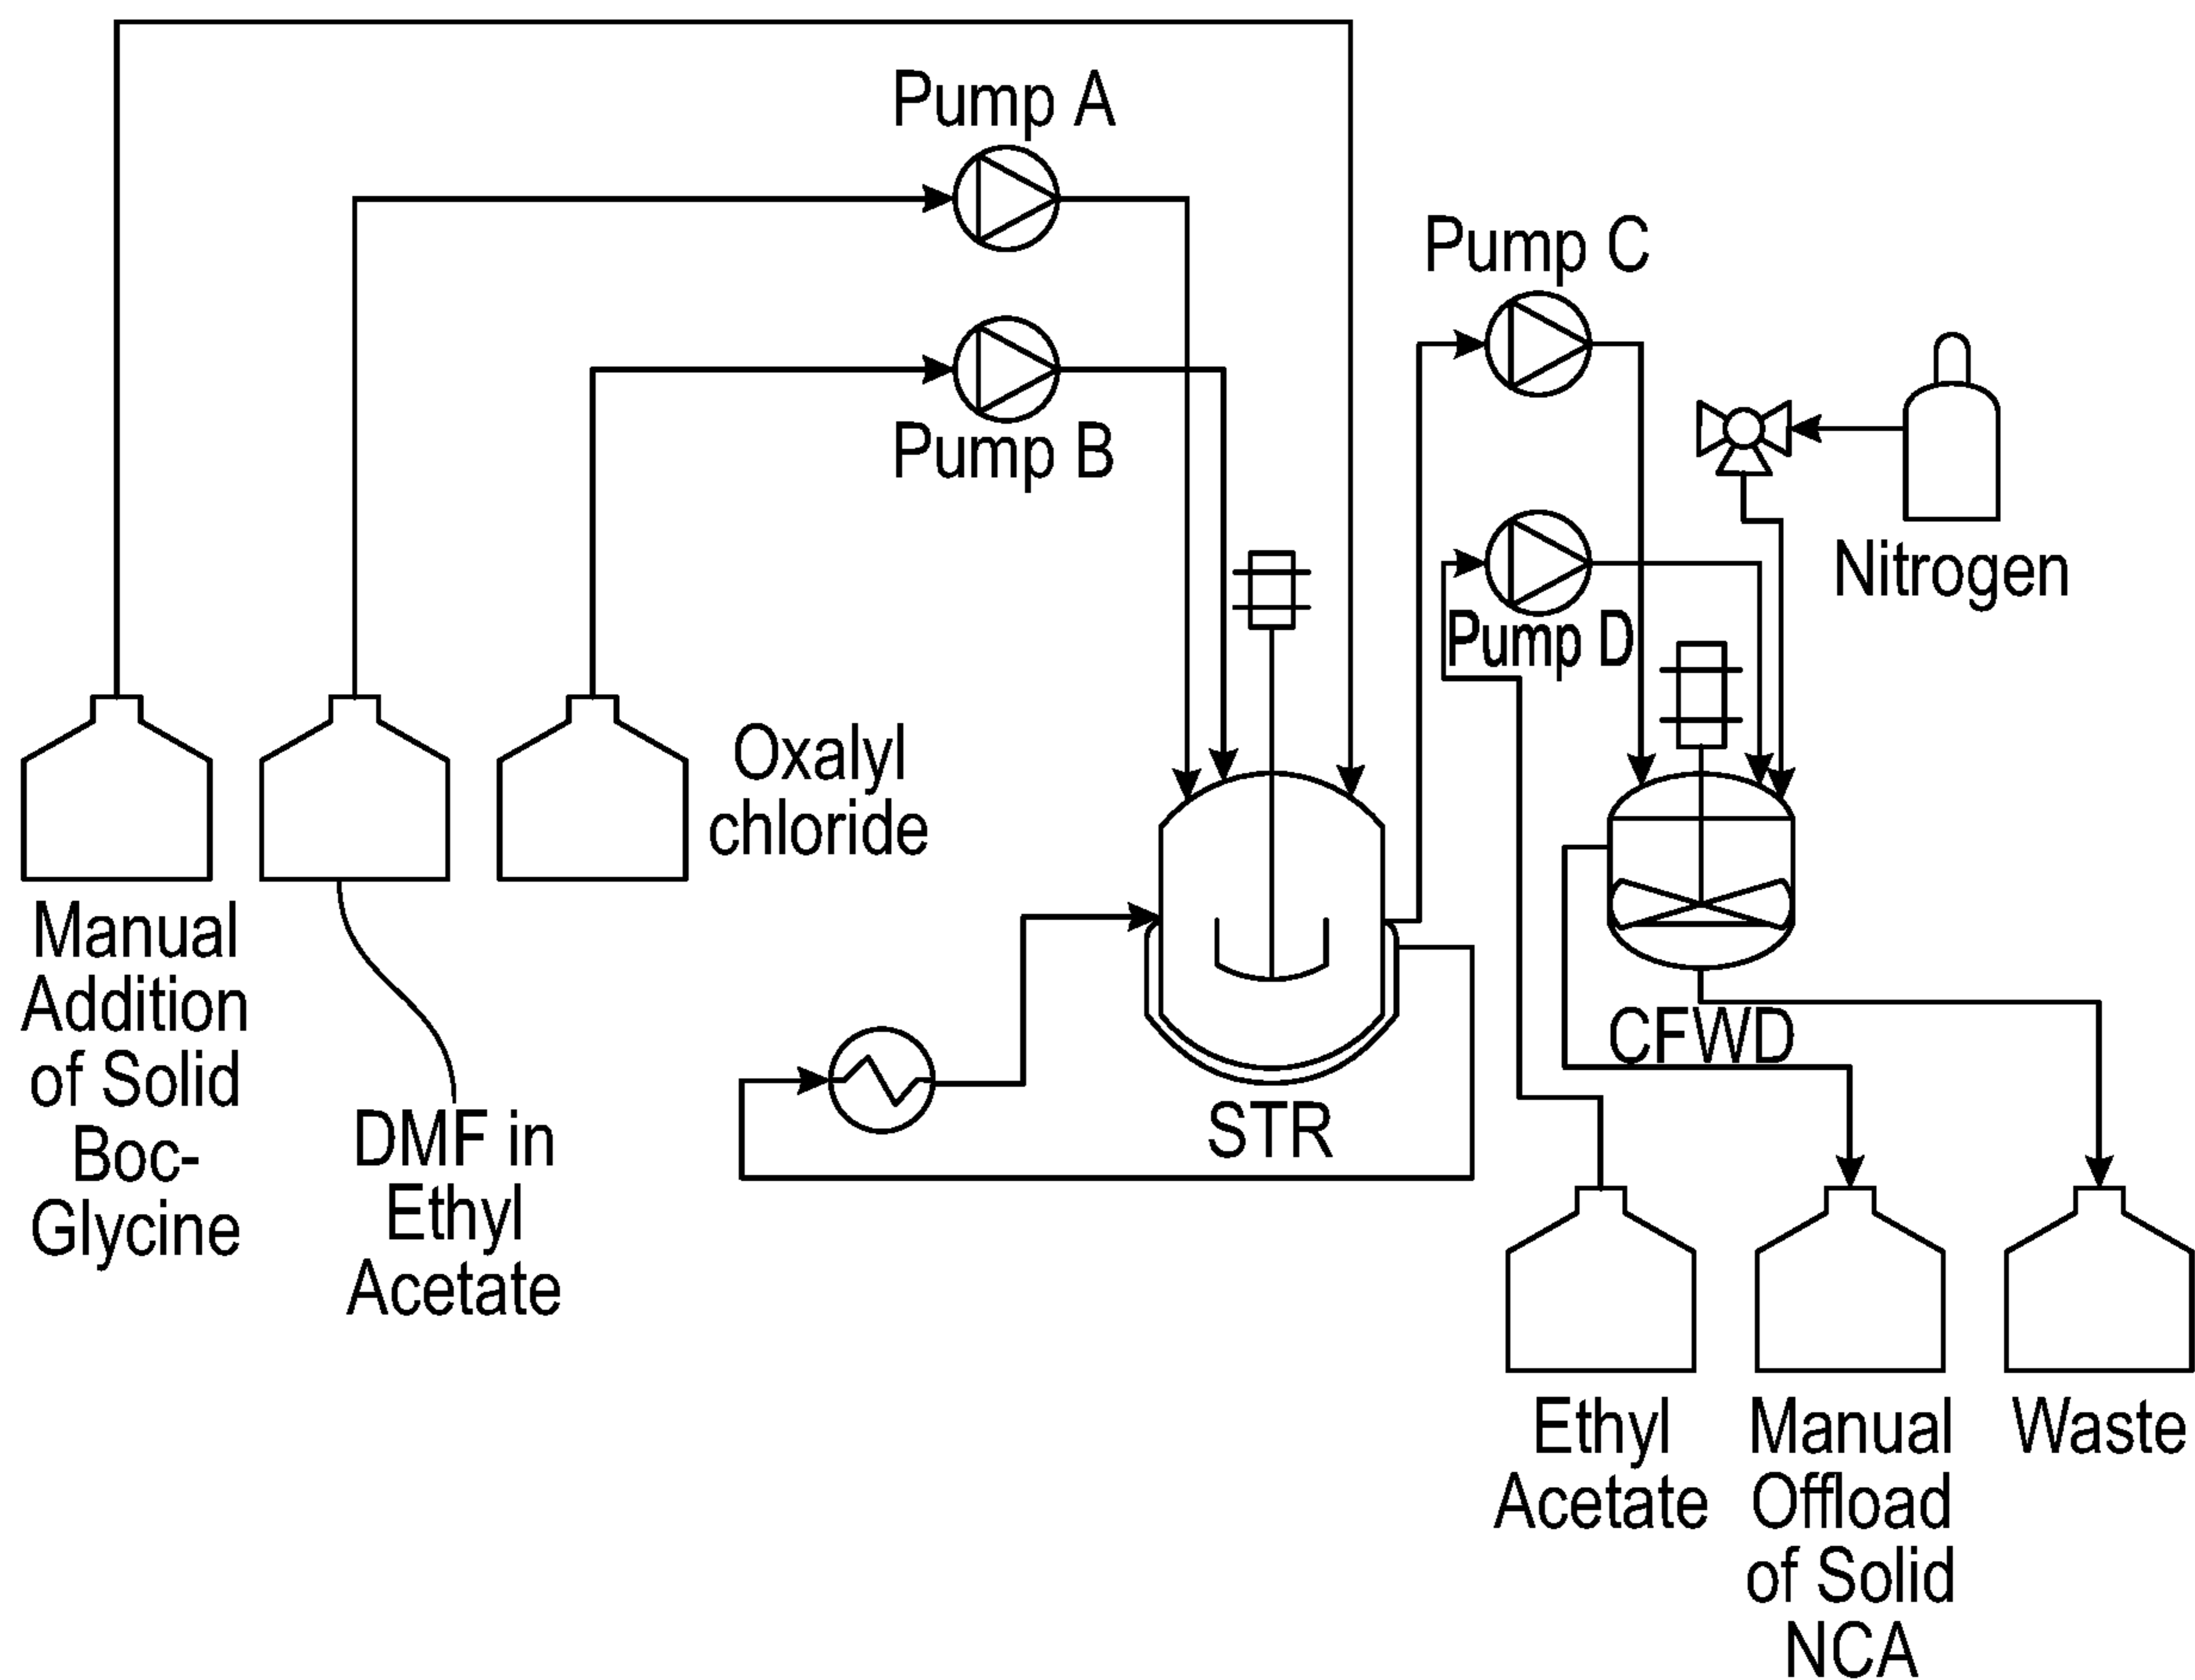 Pump A
Pump B
Pump C
Pump D
Nitrogen
Oxalyl
chloride
Manual
Addition
of Solid
Boc-
Glycine
DMF in
Ethyl
Acetate
STR
CFWD
Ethyl
Acetate
Manual
Offload
of Solid
NCA
Waste